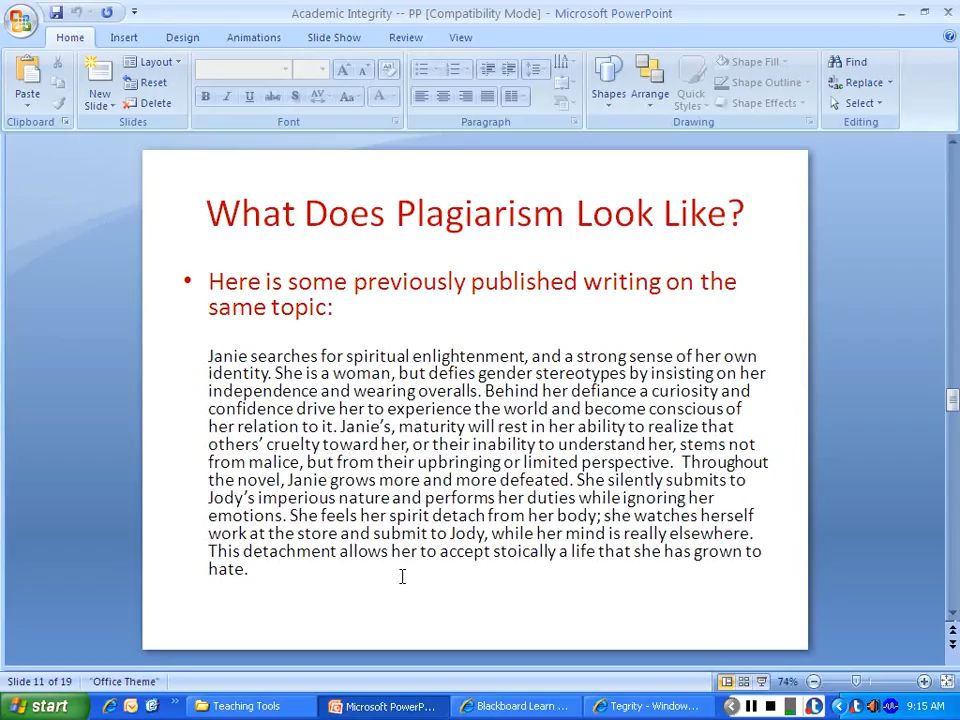 Academic Integrity -- PP [Compatibility Mode] - Microsoft PowerPoint
Home Insert Design Animations Slide Show Review View
Paste
Clipboard
New Slide
Layout
Reset
Delete
Slides
B I U abc S AV Aa A
Font
Paragraph
Shapes
Arrange
Quick Styles
Shape Fill
Shape Outline
Shape Effects
Drawing
Find
Replace
Select
Editing
What Does Plagiarism Look Like?
• Here is some previously published writing on the
same topic:
Janie searches for spiritual enlightenment, and a strong sense of her own
identity. She is a woman, but defies gender stereotypes by insisting on her
independence and wearing overalls. Behind her defiance a curiosity and
confidence drive her to experience the world and become conscious of
her relation to it. Janie’s, maturity will rest in her ability to realize that
others’ cruelty toward her, or their inability to understand her, stems not
from malice, but from their upbringing or limited perspective.  Throughout
the novel, Janie grows more and more defeated. She silently submits to
Jody’s imperious nature and performs her duties while ignoring her
emotions. She feels her spirit detach from her body; she watches herself
work at the store and submit to Jody, while her mind is really elsewhere.
This detachment allows her to accept stoically a life that she has grown to
hate.
Slide 11 of 19 "Office Theme" 74%
start Teaching Tools Microsoft PowerP... Blackboard Learn ... Tegrity - Window... 9:15 AM